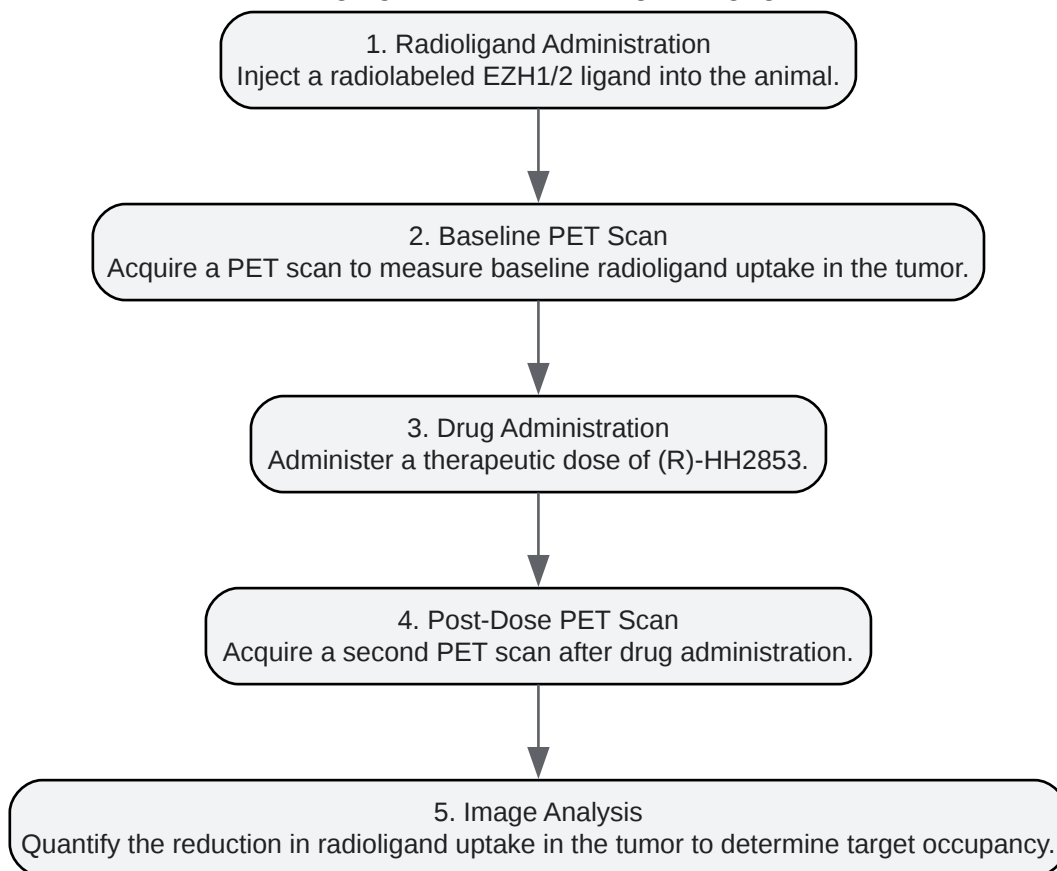 1. Radioligand Administration
Inject a radiolabeled EZH1/2 ligand into the animal.
2. Baseline PET Scan
Acquire a PET scan to measure baseline radioligand uptake in the tumor.
3. Drug Administration
Administer a therapeutic dose of (R)-HH2853.
4. Post-Dose PET Scan
Acquire a second PET scan after drug administration.
5. Image Analysis
Quantify the reduction in radioligand uptake in the tumor to determine target occupancy.